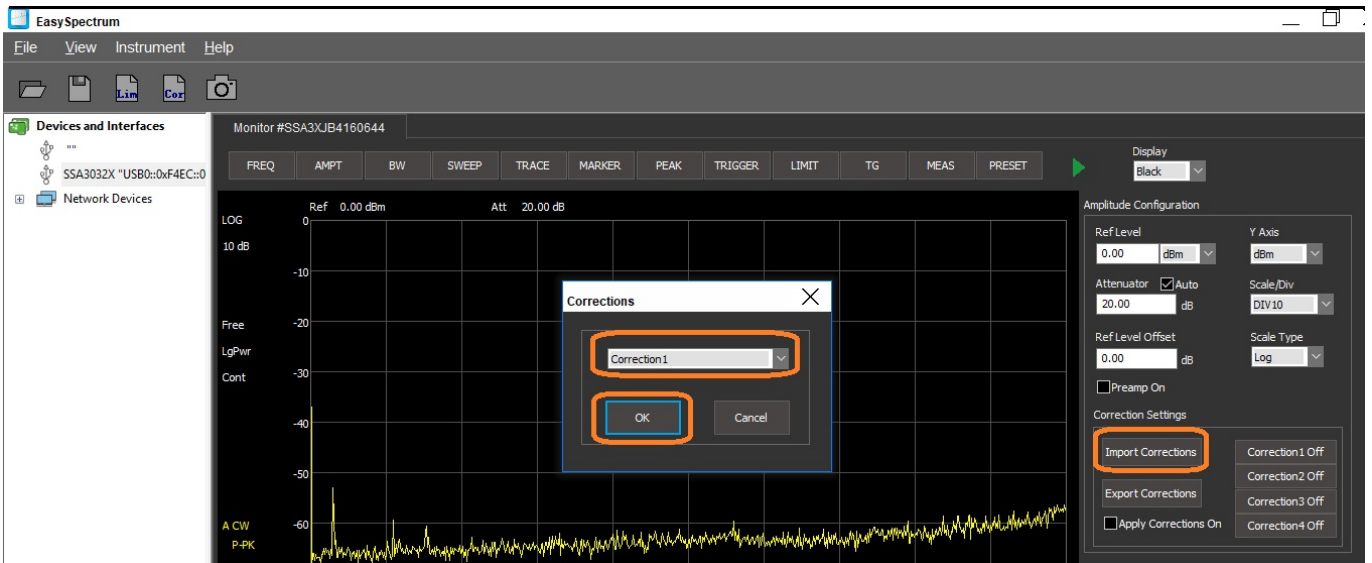 EasySpectrum
File View Instrument Help
Lim Cor
Devices and Interfaces
""
SSA3032X "USB0::0xF4EC::0
Network Devices
Monitor #SSA3XJB4160644
FREQ AMPT BW SWEEP TRACE MARKER PEAK TRIGGER LIMIT TG MEAS PRESET
Display
Black
Ref 0.00 dBm Att 20.00 dB
LOG
10 dB
Free
LgPwr
Cont
A CW
P-PK
0
-10
-20
-30
-40
-50
-60
Corrections
Correction1
OK Cancel
Amplitude Configuration
Ref Level Y Axis
0.00 dBm dBm
Attenuator Auto Scale/Div
20.00 dB DIV10
Ref Level Offset Scale Type
0.00 dB Log
Preamp On
Correction Settings
Import Corrections Correction1 Off
Correction2 Off
Export Corrections Correction3 Off
Apply Corrections On Correction4 Off